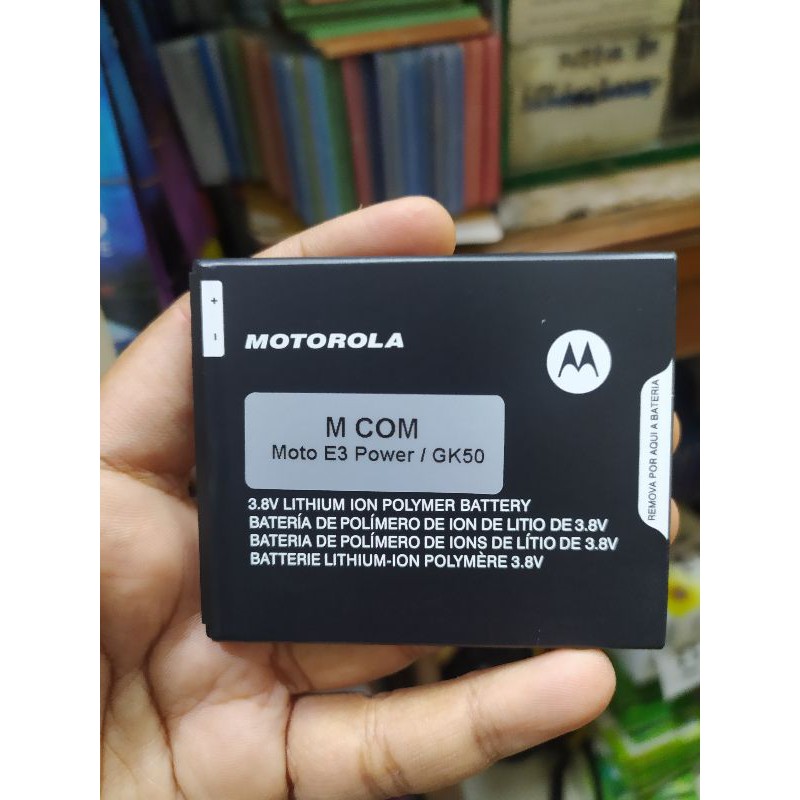 +
-
MOTOROLA
M COM
Moto E3 Power / GK50
3.8V LITHIUM ION POLYMER BATTERY
BATERÍA DE POLÍMERO DE ION DE LITIO DE 3.8V
BATERIA DE POLÍMERO DE IONS DE LÍTIO DE 3.8V
BATTERIE LITHIUM-ION POLYMÈRE 3.8V
REMOVA POR AQUI A BATERIA